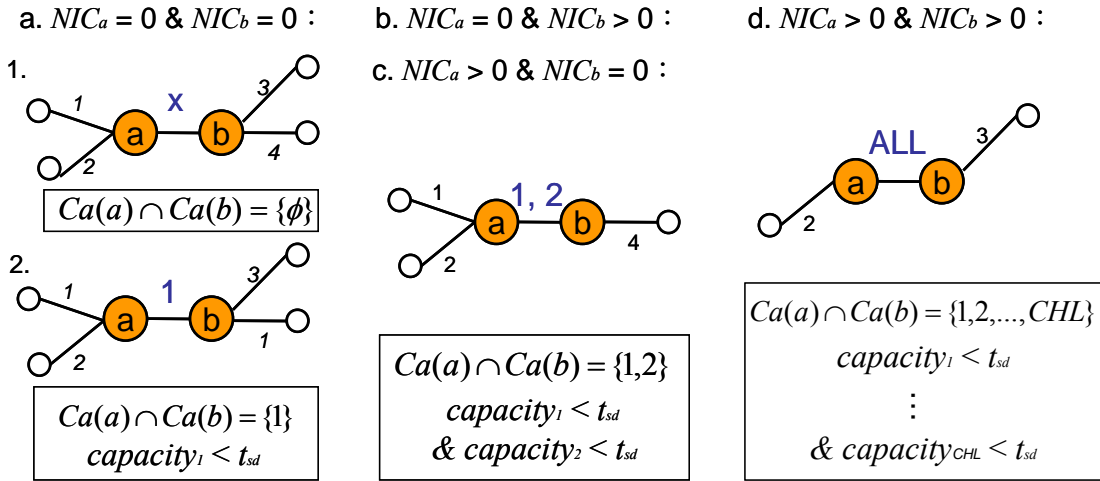 a. NICa = 0 & NICb = 0 :
1.
1
2
x
a
b
3
4
Ca(a) ∩ Ca(b) = {ϕ}
2.
1
2
1
a
b
3
1
Ca(a) ∩ Ca(b) = {1}
capacity1 < tsd
b. NICa = 0 & NICb > 0 :
c. NICa > 0 & NICb = 0 :
1
2
1, 2
a
b
4
Ca(a) ∩ Ca(b) = {1,2}
capacity1 < tsd
& capacity2 < tsd
d. NICa > 0 & NICb > 0 :
ALL
a
b
2
3
Ca(a) ∩ Ca(b) = {1,2,...,CHL}
capacity1 < tsd
⋮
& capacityCHL < tsd